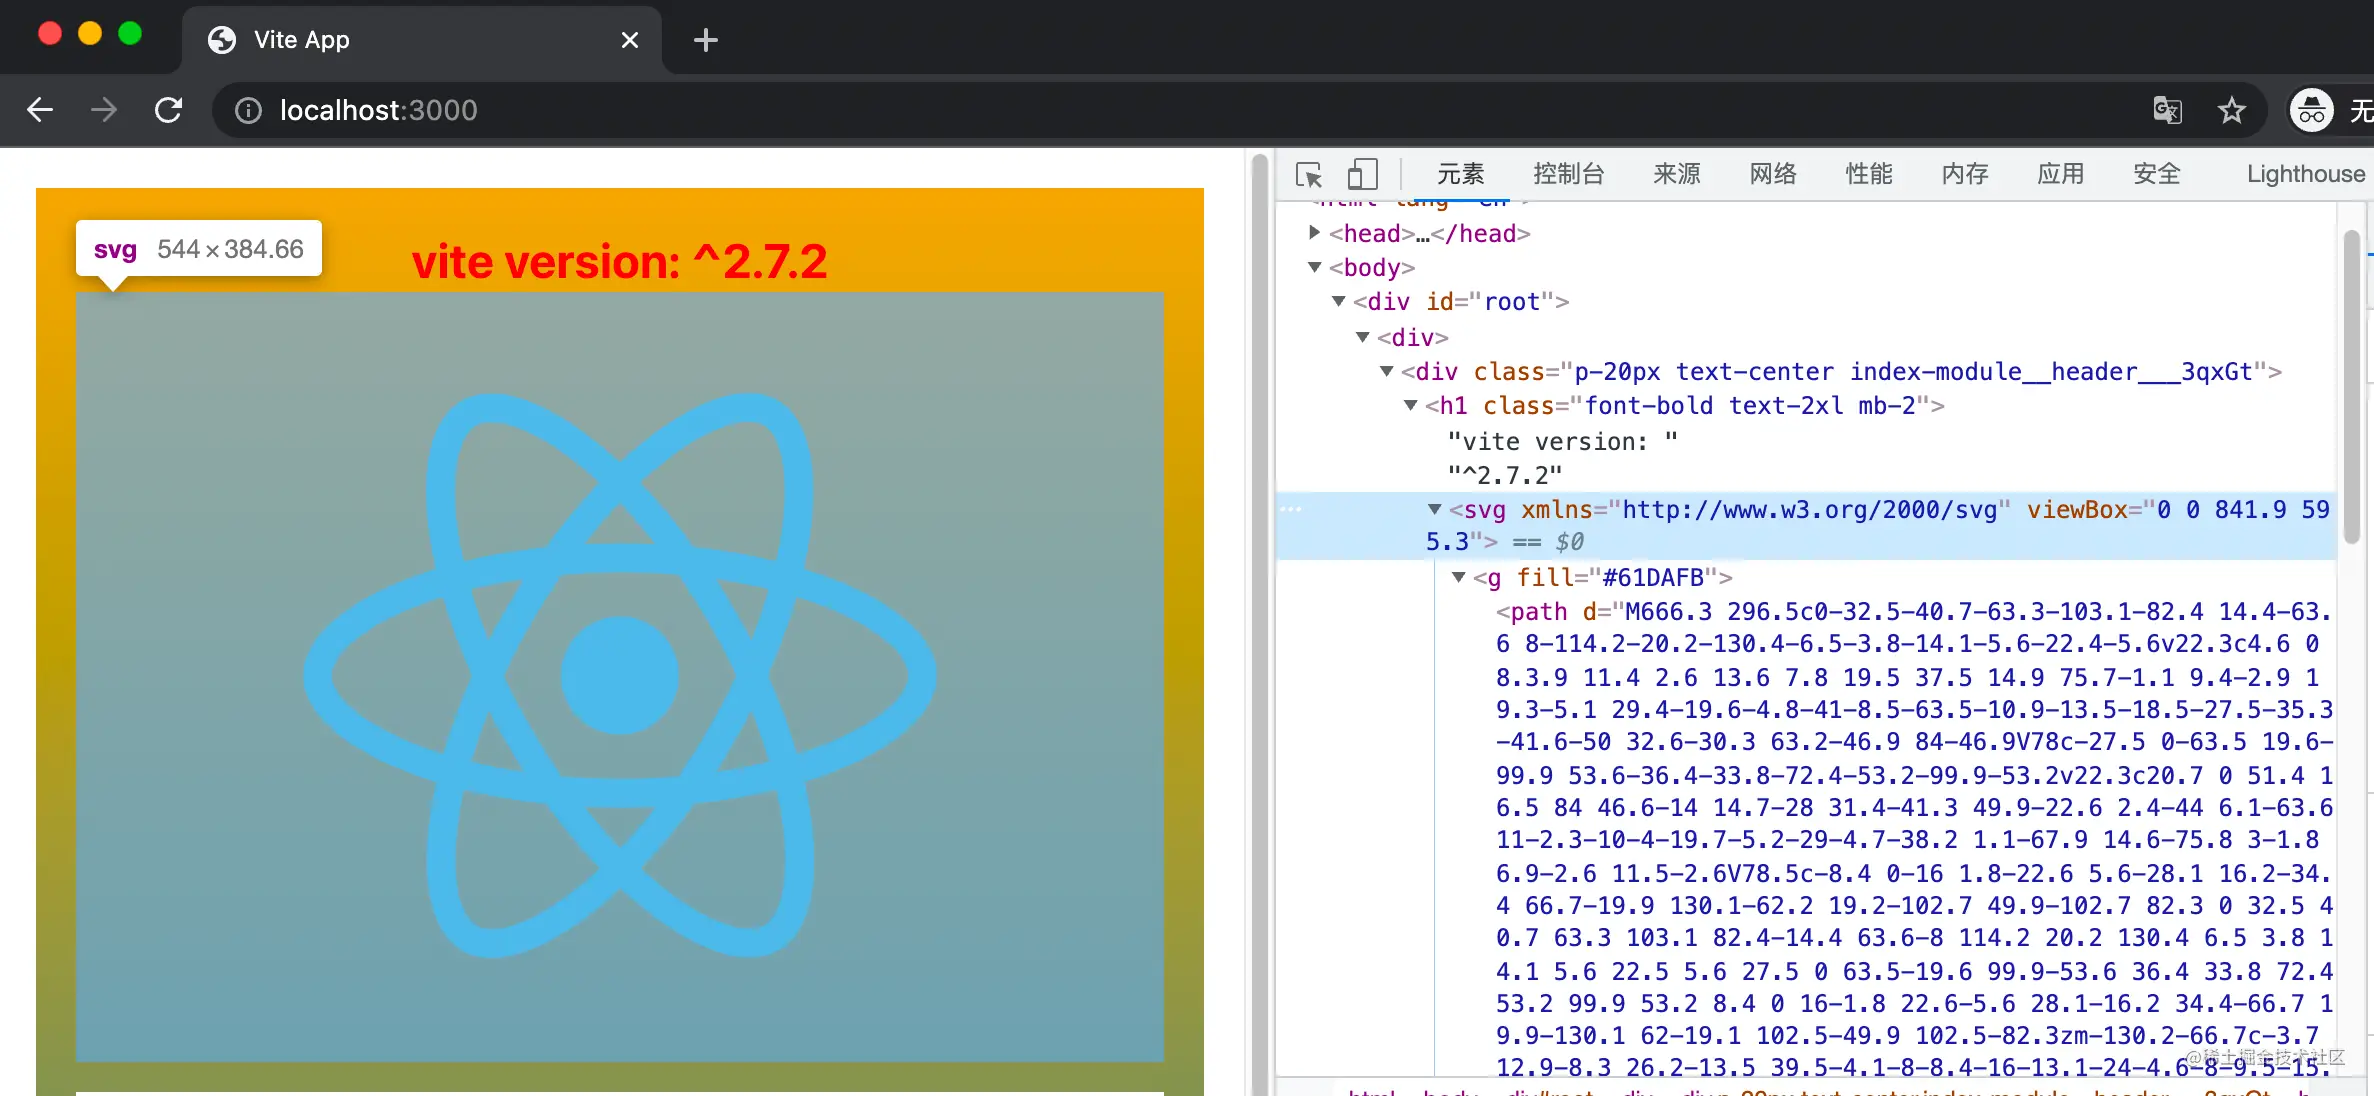 Vite App
localhost:3000
无
svg 544 × 384.66
vite version: ^2.7.2
元素 控制台 来源 网络 性能 内存 应用 安全 Lighthouse
<html lang="en">
<head>…</head>
<body>
<div id="root">
<div>
<div class="p-20px text-center index-module__header___3qxGt">
<h1 class="font-bold text-2xl mb-2">
"vite version: "
"^2.7.2"
<svg xmlns="http://www.w3.org/2000/svg" viewBox="0 0 841.9 59
5.3"> == $0
<g fill="#61DAFB">
<path d="M666.3 296.5c0-32.5-40.7-63.3-103.1-82.4 14.4-63.
6 8-114.2-20.2-130.4-6.5-3.8-14.1-5.6-22.4-5.6v22.3c4.6 0
8.3.9 11.4 2.6 13.6 7.8 19.5 37.5 14.9 75.7-1.1 9.4-2.9 1
9.3-5.1 29.4-19.6-4.8-41-8.5-63.5-10.9-13.5-18.5-27.5-35.3
-41.6-50 32.6-30.3 63.2-46.9 84-46.9V78c-27.5 0-63.5 19.6-
99.9 53.6-36.4-33.8-72.4-53.2-99.9-53.2v22.3c20.7 0 51.4 1
6.5 84 46.6-14 14.7-28 31.4-41.3 49.9-22.6 2.4-44 6.1-63.6
11-2.3-10-4-19.7-5.2-29-4.7-38.2 1.1-67.9 14.6-75.8 3-1.8
6.9-2.6 11.5-2.6V78.5c-8.4 0-16 1.8-22.6 5.6-28.1 16.2-34.
4 66.7-19.9 130.1-62.2 19.2-102.7 49.9-102.7 82.3 0 32.5 4
0.7 63.3 103.1 82.4-14.4 63.6-8 114.2 20.2 130.4 6.5 3.8 1
4.1 5.6 22.5 5.6 27.5 0 63.5-19.6 99.9-53.6 36.4 33.8 72.4
53.2 99.9 53.2 8.4 0 16-1.8 22.6-5.6 28.1-16.2 34.4-66.7 1
9.9-130.1 62-19.1 102.5-49.9 102.5-82.3zm-130.2-66.7c-3.7
12.9-8.3 26.2-13.5 39.5-4.1-8-8.4-16-13.1-24-4.6-8-9.5-15.
@稀土掘金技术社区